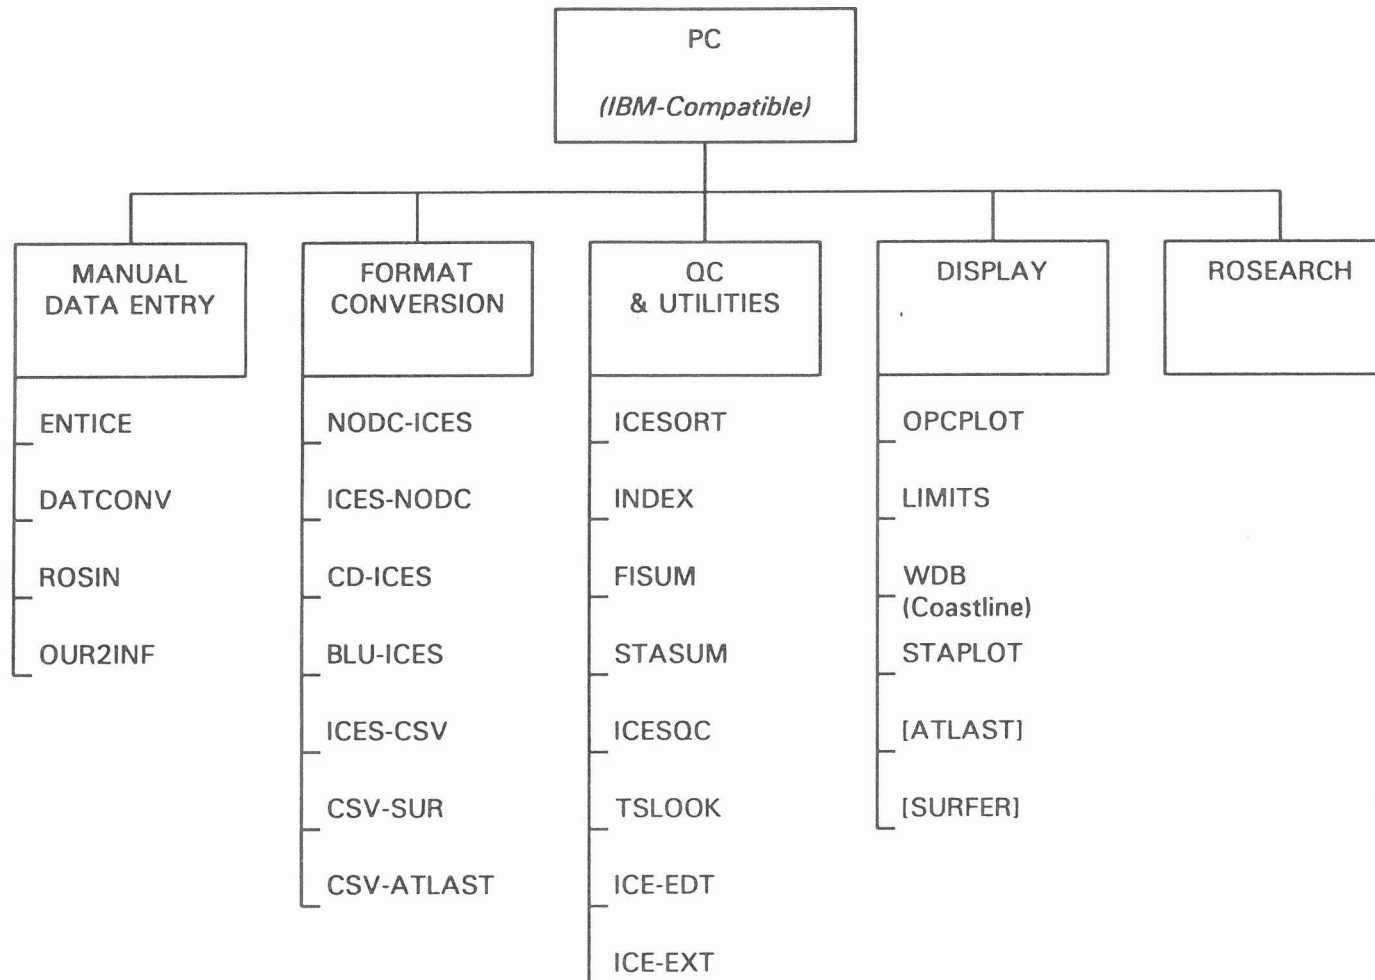 PC
(IBM-Compatible)
MANUAL
DATA ENTRY
FORMAT
CONVERSION
QC
& UTILITIES
DISPLAY
ROSEARCH
ENTICE
DATCONV
ROSIN
OUR2INF
NODC-ICES
ICES-NODC
CD-ICES
BLU-ICES
ICES-CSV
CSV-SUR
CSV-ATLAST
ICESORT
INDEX
FISUM
STASUM
ICESQC
TSLOOK
ICE-EDT
ICE-EXT
OPCPLOT
LIMITS
WDB
(Coastline)
STAPLOT
[ATLAST]
[SURFER]